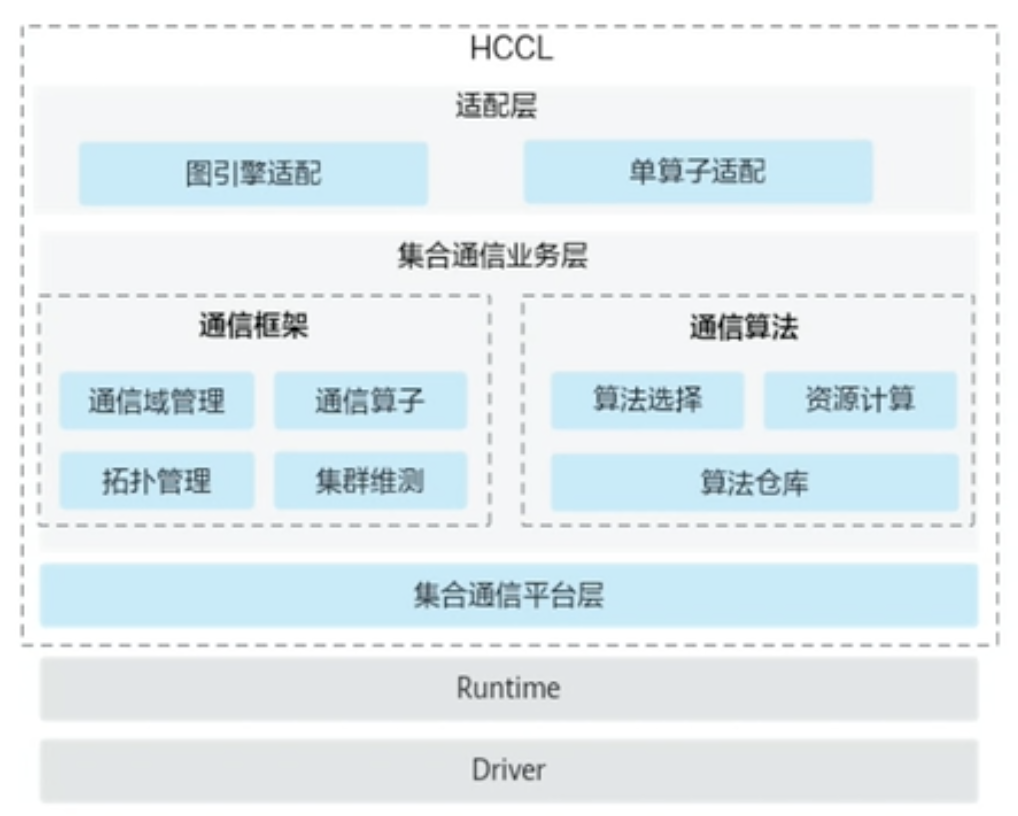 HCCL
适配层
图引擎适配
单算子适配
集合通信业务层
通信框架
通信域管理
通信算子
拓扑管理
集群维测
通信算法
算法选择
资源计算
算法仓库
集合通信平台层
Runtime
Driver